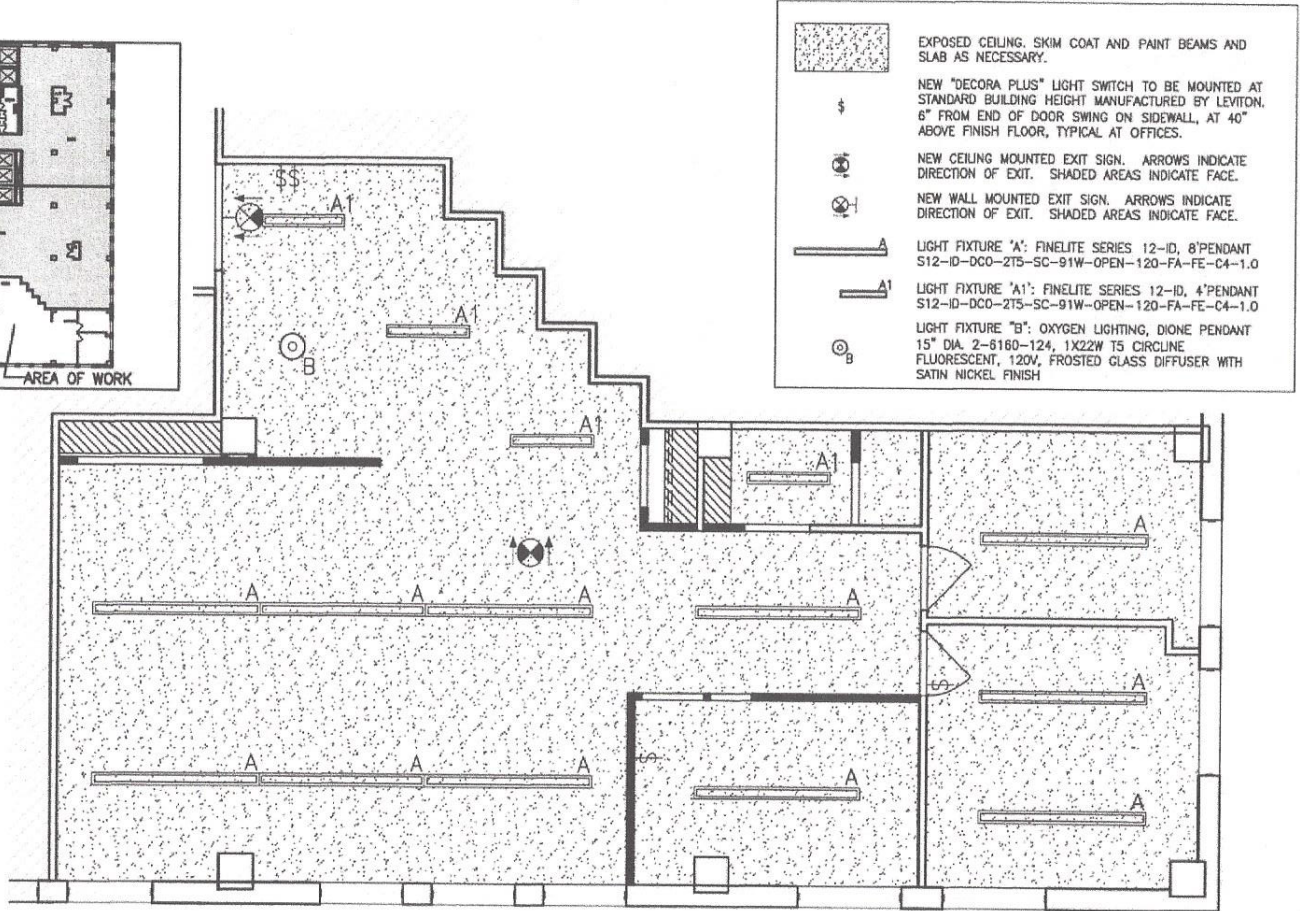 EXPOSED CEILING. SKIM COAT AND PAINT BEAMS AND
SLAB AS NECESSARY.
$
NEW "DECORA PLUS" LIGHT SWITCH TO BE MOUNTED AT
STANDARD BUILDING HEIGHT MANUFACTURED BY LEVITON.
6" FROM END OF DOOR SWING ON SIDEWALL, AT 40"
ABOVE FINISH FLOOR, TYPICAL AT OFFICES.
NEW CEILING MOUNTED EXIT SIGN. ARROWS INDICATE
DIRECTION OF EXIT. SHADED AREAS INDICATE FACE.
NEW WALL MOUNTED EXIT SIGN. ARROWS INDICATE
DIRECTION OF EXIT. SHADED AREAS INDICATE FACE.
A
LIGHT FIXTURE 'A': FINELITE SERIES 12-ID, 8'PENDANT
S12-ID-DCO-2T5-SC-91W-OPEN-120-FA-FE-C4-1.0
A1
LIGHT FIXTURE 'A1': FINELITE SERIES 12-ID, 4'PENDANT
S12-ID-DCO-2T5-SC-91W-OPEN-120-FA-FE-C4-1.0
B
LIGHT FIXTURE "B": OXYGEN LIGHTING, DIONE PENDANT
15" DIA. 2-6160-124, 1X22W T5 CIRCLINE
FLUORESCENT, 120V, FROSTED GLASS DIFFUSER WITH
SATIN NICKEL FINISH
AREA OF WORK
$$
A1
A1
B
A1
A1
A
A A A A
$
A
$
A A A A
A